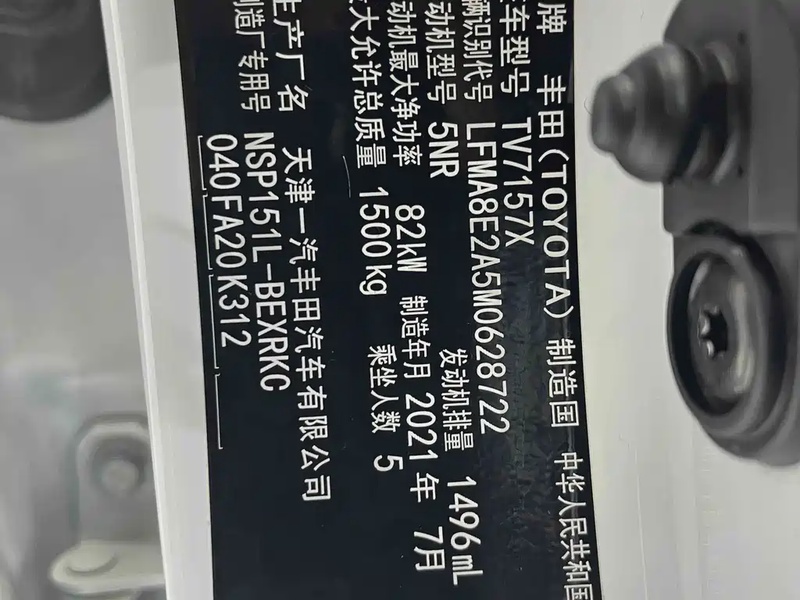 牌 丰田(TOYOTA) 制造国 中华人民共和国
车型号 TV7157X
辆识别代号 LFMA8E2A5M0628722
动机型号 5NR 发动机排量 1496mL
动机最大净功率 82kW 制造年月 2021年 7月
大允许总质量 1500kg 乘坐人数 5
生产厂名 天津一汽丰田汽车有限公司
制造厂专用号 NSP151L-BEXRKC
040FA20K312